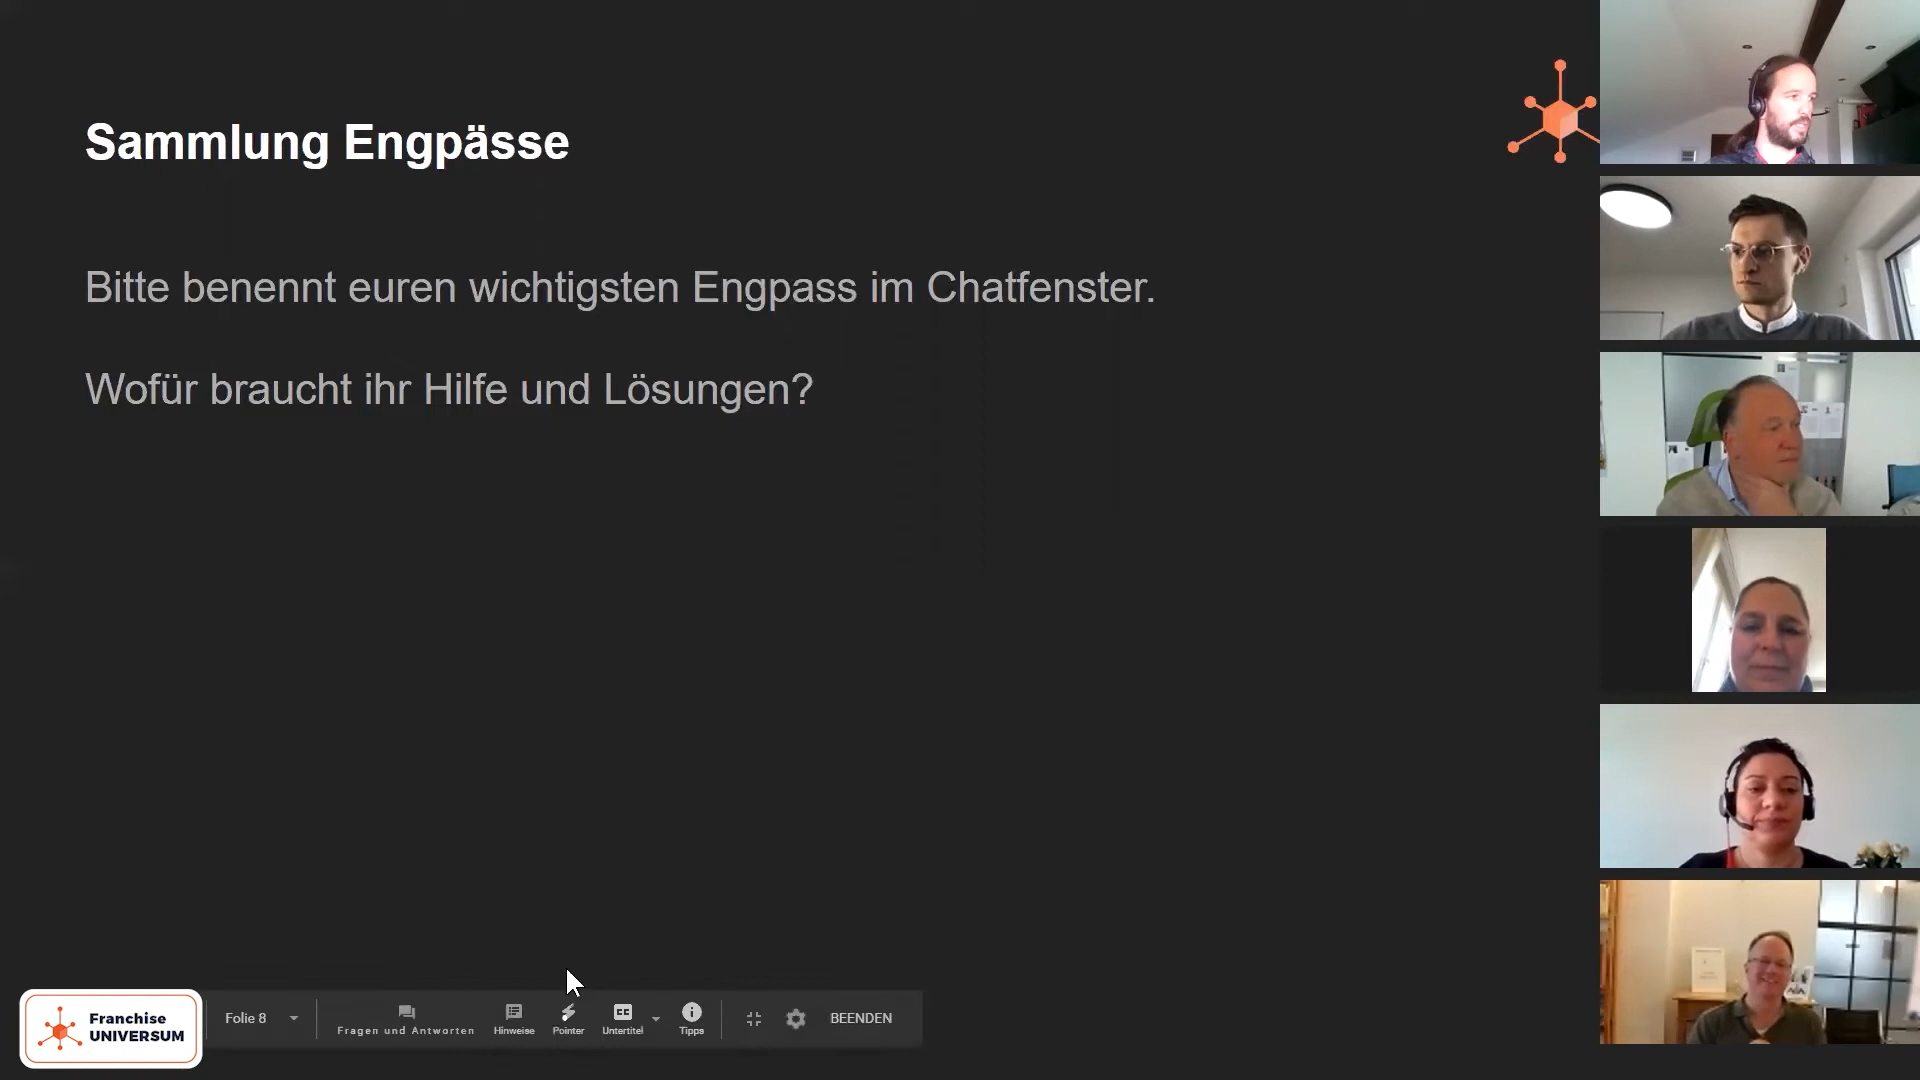 Sammlung Engpässe
Bitte benennt euren wichtigsten Engpass im Chatfenster.
Wofür braucht ihr Hilfe und Lösungen?
Franchise
UNIVERSUM
Folie 8
Fragen und Antworten
Hinweise
Pointer
CC
Untertitel
Tipps
BEENDEN